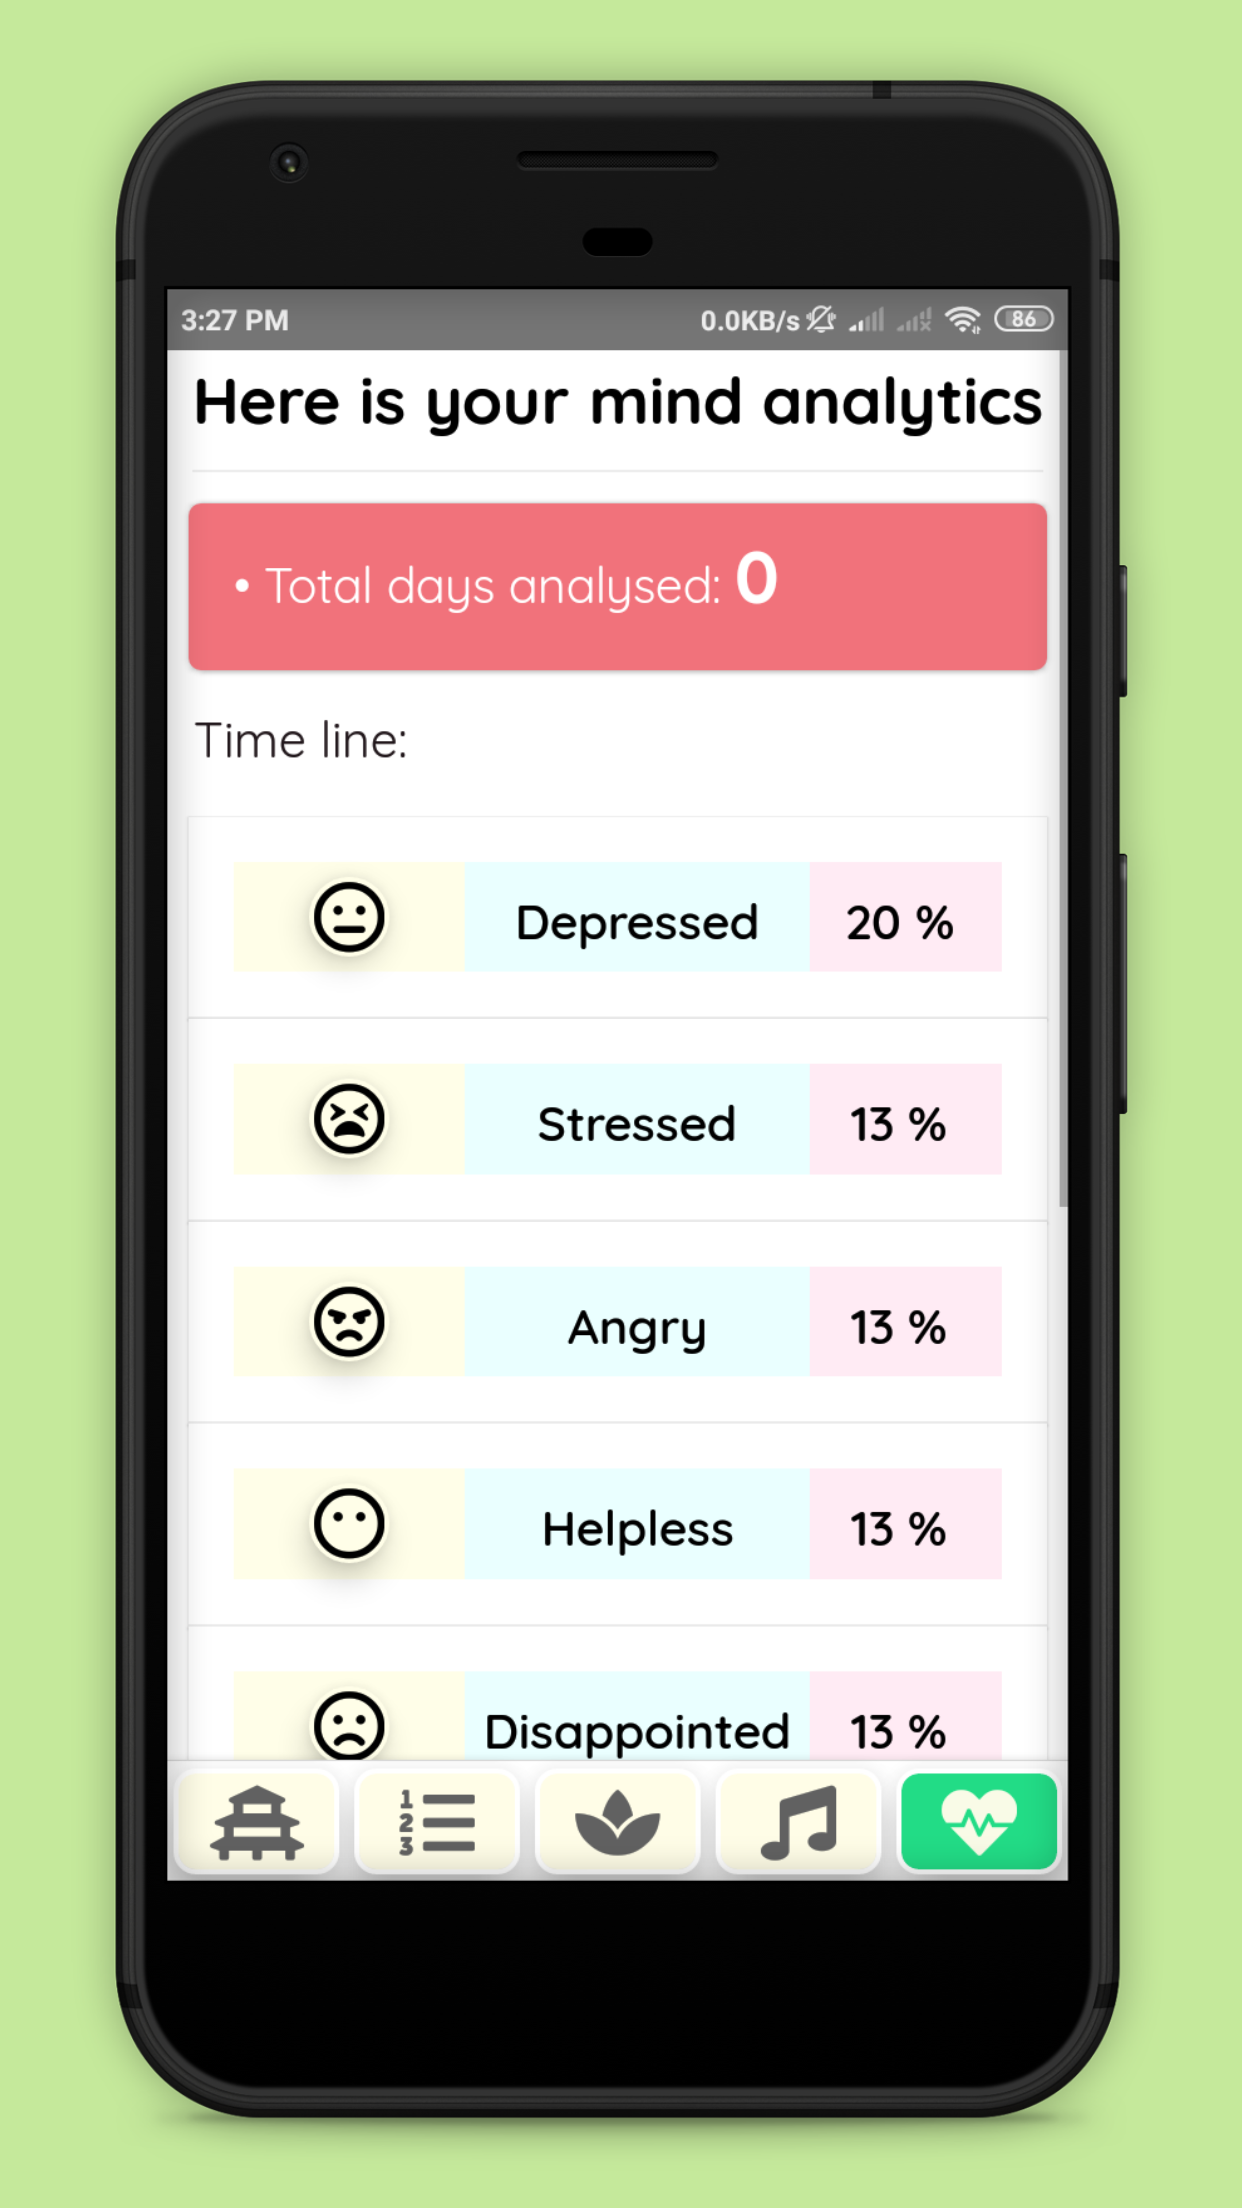 3:27 PM 0.0KB/s 86
Here is your mind analytics
• Total days analysed: 0
Time line:
Depressed 20 %
Stressed 13 %
Angry 13 %
Helpless 13 %
Disappointed 13 %
1
2
3